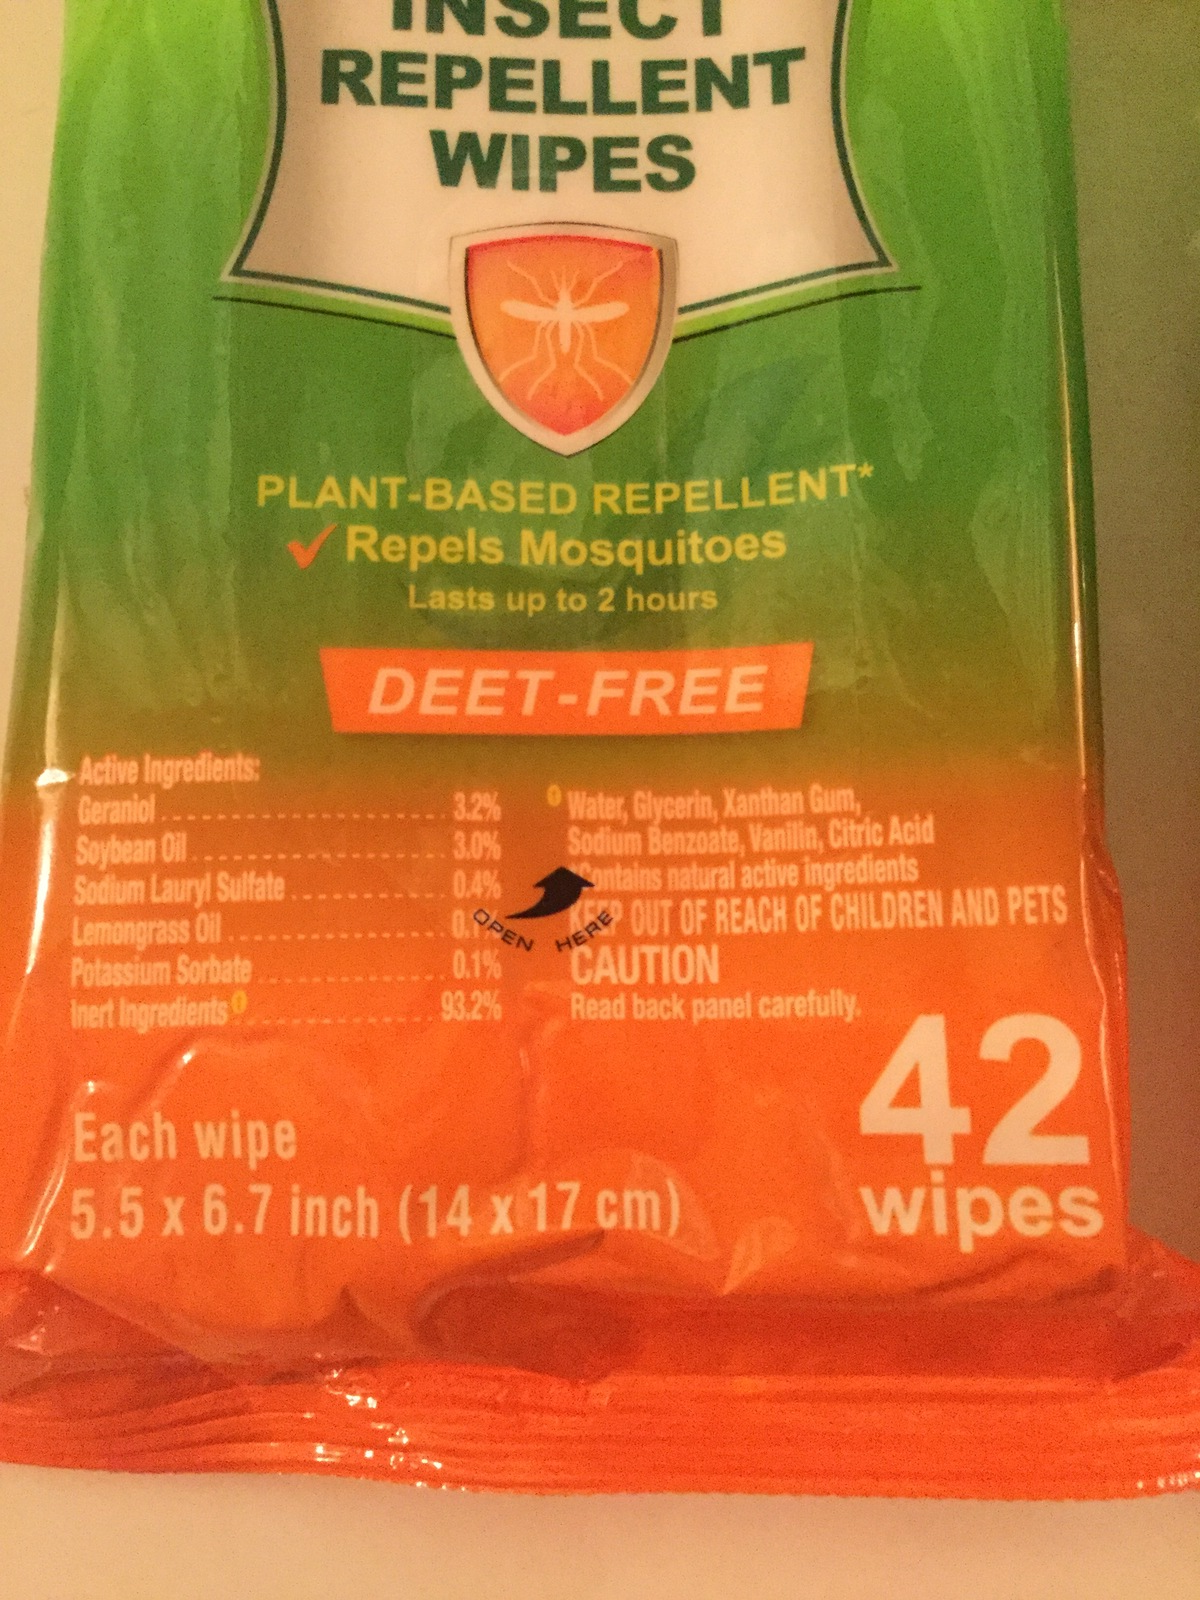 INSECT
REPELLENT
WIPES
PLANT-BASED REPELLENT*
Repels Mosquitoes
Lasts up to 2 hours
DEET-FREE
Active Ingredients:
Geraniol 3.2%
Soybean Oil 3.0%
Sodium Lauryl Sulfate 0.4%
Lemongrass Oil
Potassium Sorbate 0.1%
Inert Ingredients 93.2%
Water, Glycerin, Xanthan Gum,
Sodium Benzoate, Vanilin, Citric Acid
*Contains natural active ingredients
KEEP OUT OF REACH OF CHILDREN AND PETS
CAUTION
Read back panel carefully.
OPEN HERE
Each wipe
5.5 x 6.7 inch (14 x 17 cm)
42
wipes